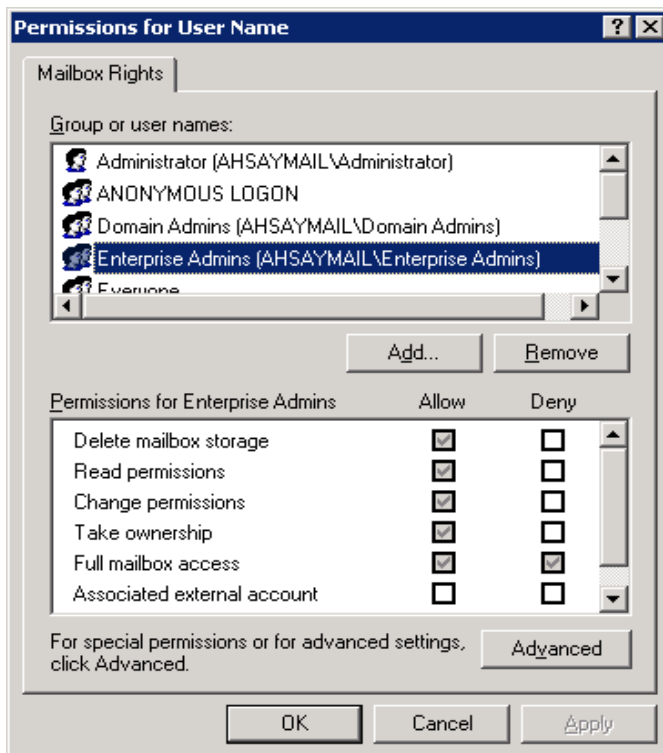 Permissions for User Name
Mailbox Rights
Group or user names:
Administrator (AHSAYMAIL\Administrator)
ANONYMOUS LOGON
Domain Admins (AHSAYMAIL\Domain Admins)
Enterprise Admins (AHSAYMAIL\Enterprise Admins)
Everyone
Add... Remove
Permissions for Enterprise Admins Allow Deny
Delete mailbox storage
Read permissions
Change permissions
Take ownership
Full mailbox access
Associated external account
For special permissions or for advanced settings,
click Advanced.
Advanced
OK Cancel Apply